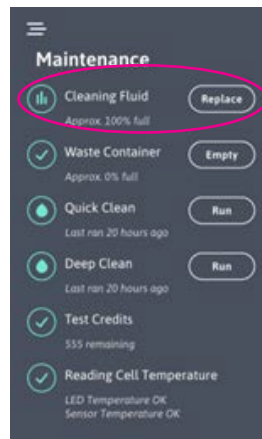 Maintenance
Cleaning Fluid
Replace
Approx. 100% full
Waste Container
Empty
Approx. 0% full
Quick Clean
Run
Last ran 20 hours ago
Deep Clean
Run
Last ran 20 hours ago
Test Credits
555 remaining
Reading Cell Temperature
LED Temperature OK
Sensor Temperature OK